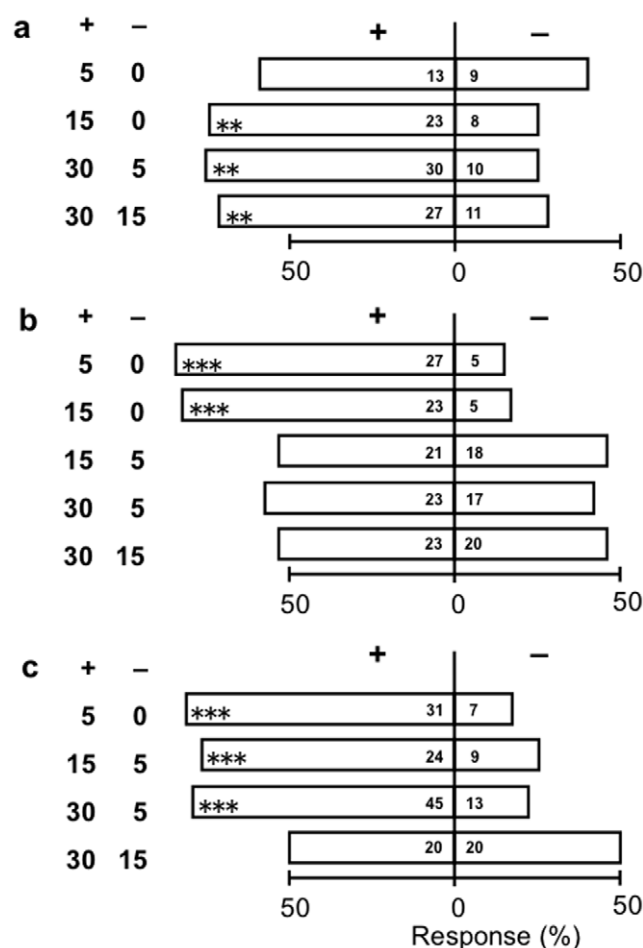 a + – + –
5 0 13 9
15 0 ** 23 8
30 5 ** 30 10
30 15 ** 27 11
50 0 50
b + – + –
5 0 *** 27 5
15 0 *** 23 5
15 5 21 18
30 5 23 17
30 15 23 20
50 0 50
c + – + –
5 0 *** 31 7
15 5 *** 24 9
30 5 *** 45 13
30 15 20 20
50 0 50
Response (%)